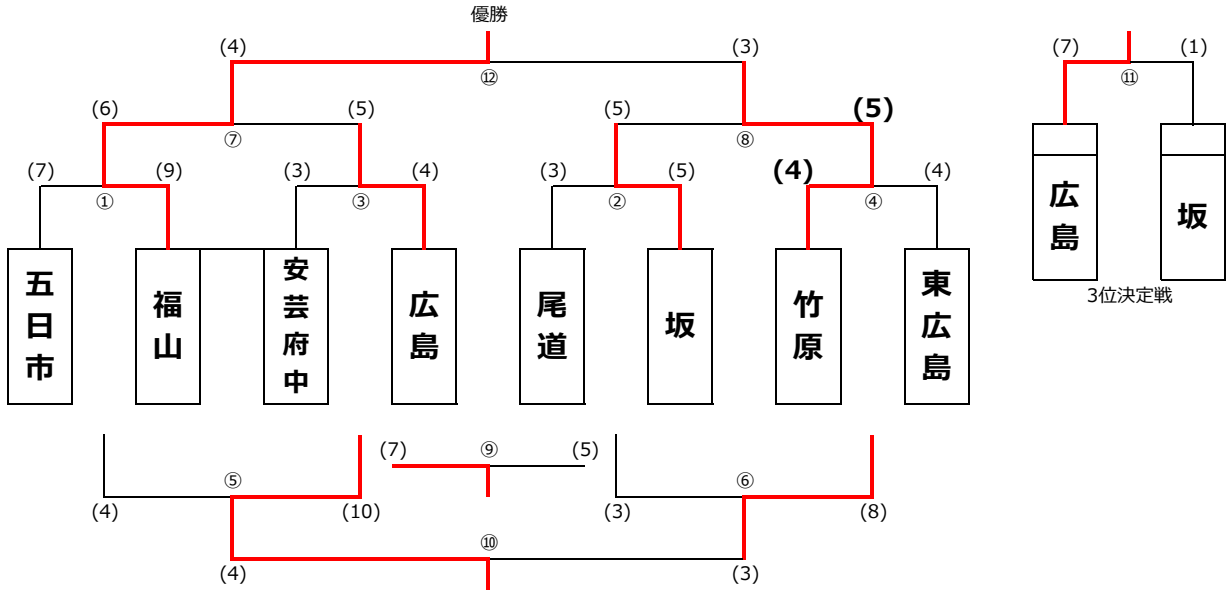 優勝
(4) (3)
⑫
(6) (5) (5) (5)
⑦ ⑧
(7) (9) (3) (4) (3) (5) (4) (4)
① ③ ② ④
五日市 福山 安芸府中 広島 尾道 坂 竹原 東広島
(7) ⑨ (5)
⑤ ⑥
(4) (10) (3) (8)
⑩
(4) (3)
(7) (1)
⑪
広島 坂
3位決定戦